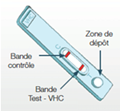 Zone de
dépôt
Bande
contrôle
Bande
Test - VHC